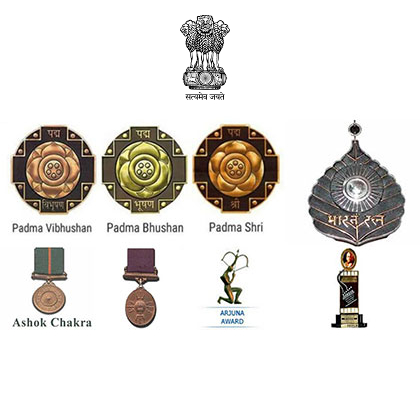 सत्यमेव जयते
पद्म
विभूषण
Padma Vibhushan
पद्म
भूषण
Padma Bhushan
पद्म
श्री
Padma Shri
भारत रत्न
Ashok Chakra
ARJUNA
AWARD